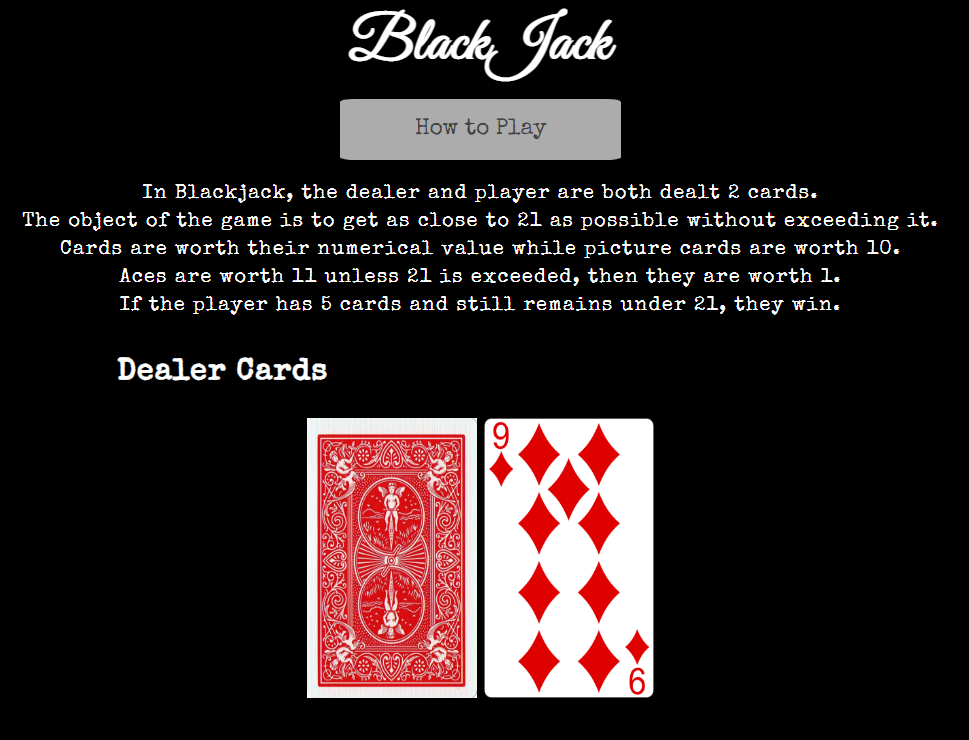 Black Jack
How to Play
In Blackjack, the dealer and player are both dealt 2 cards.
The object of the game is to get as close to 21 as possible without exceeding it.
Cards are worth their numerical value while picture cards are worth 10.
Aces are worth 11 unless 21 is exceeded, then they are worth 1.
If the player has 5 cards and still remains under 21, they win.
Dealer Cards
9
9